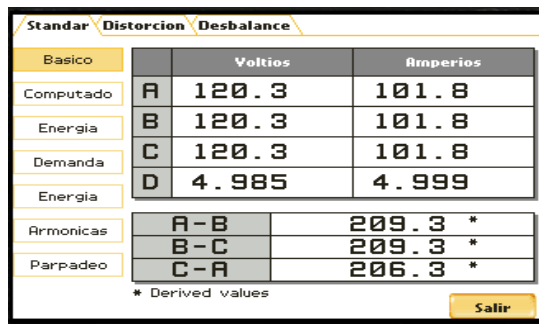 Standar Distorcion Desbalance
Basico
Voltios Amperios
Computado
A 120.3 101.8
Energia
B 120.3 101.8
Demanda
C 120.3 101.8
Energia
D 4.985 4.999
Armonicas
A-B 209.3 *
B-C 209.3 *
Parpadeo
C-A 206.3 *
* Derived values
Salir